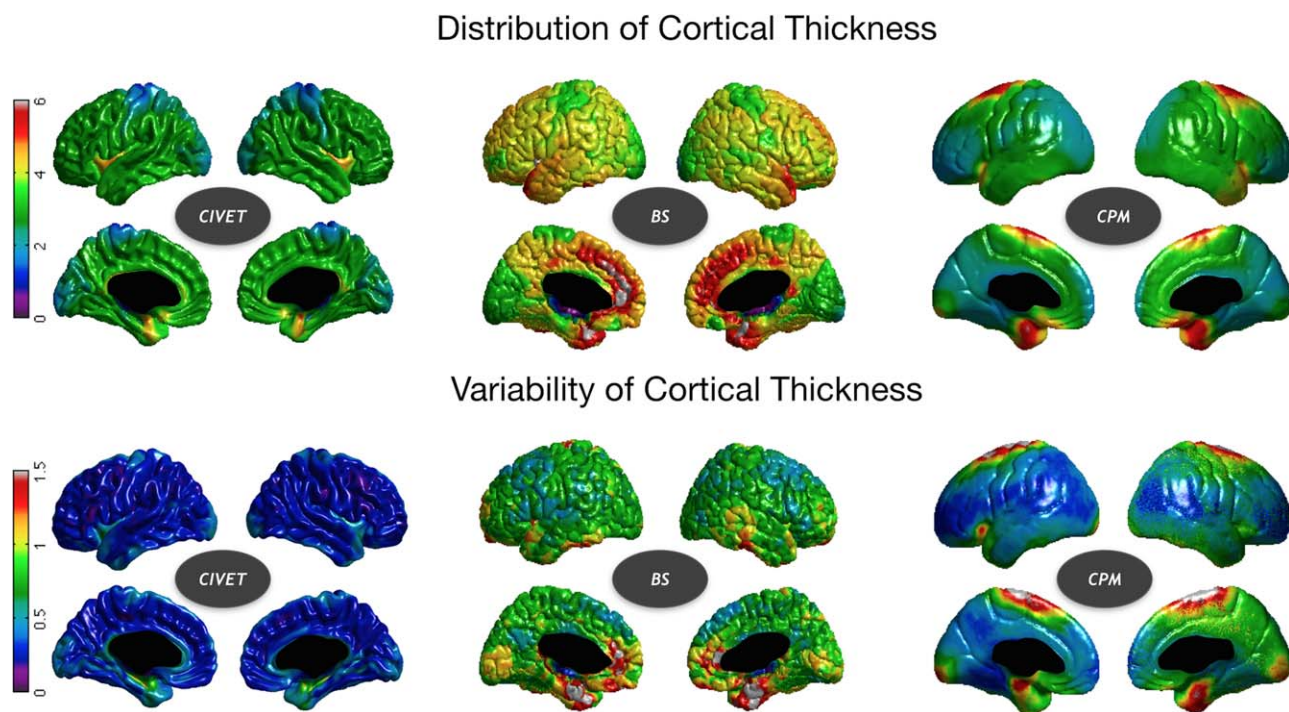 Distribution of Cortical Thickness
6
4
2
0
CIVET
BS
CPM
Variability of Cortical Thickness
1.5
1
0.5
0
CIVET
BS
CPM